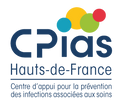 CPias
Hauts-de-France
Centre d'appui pour la prévention
des infections associées aux soins